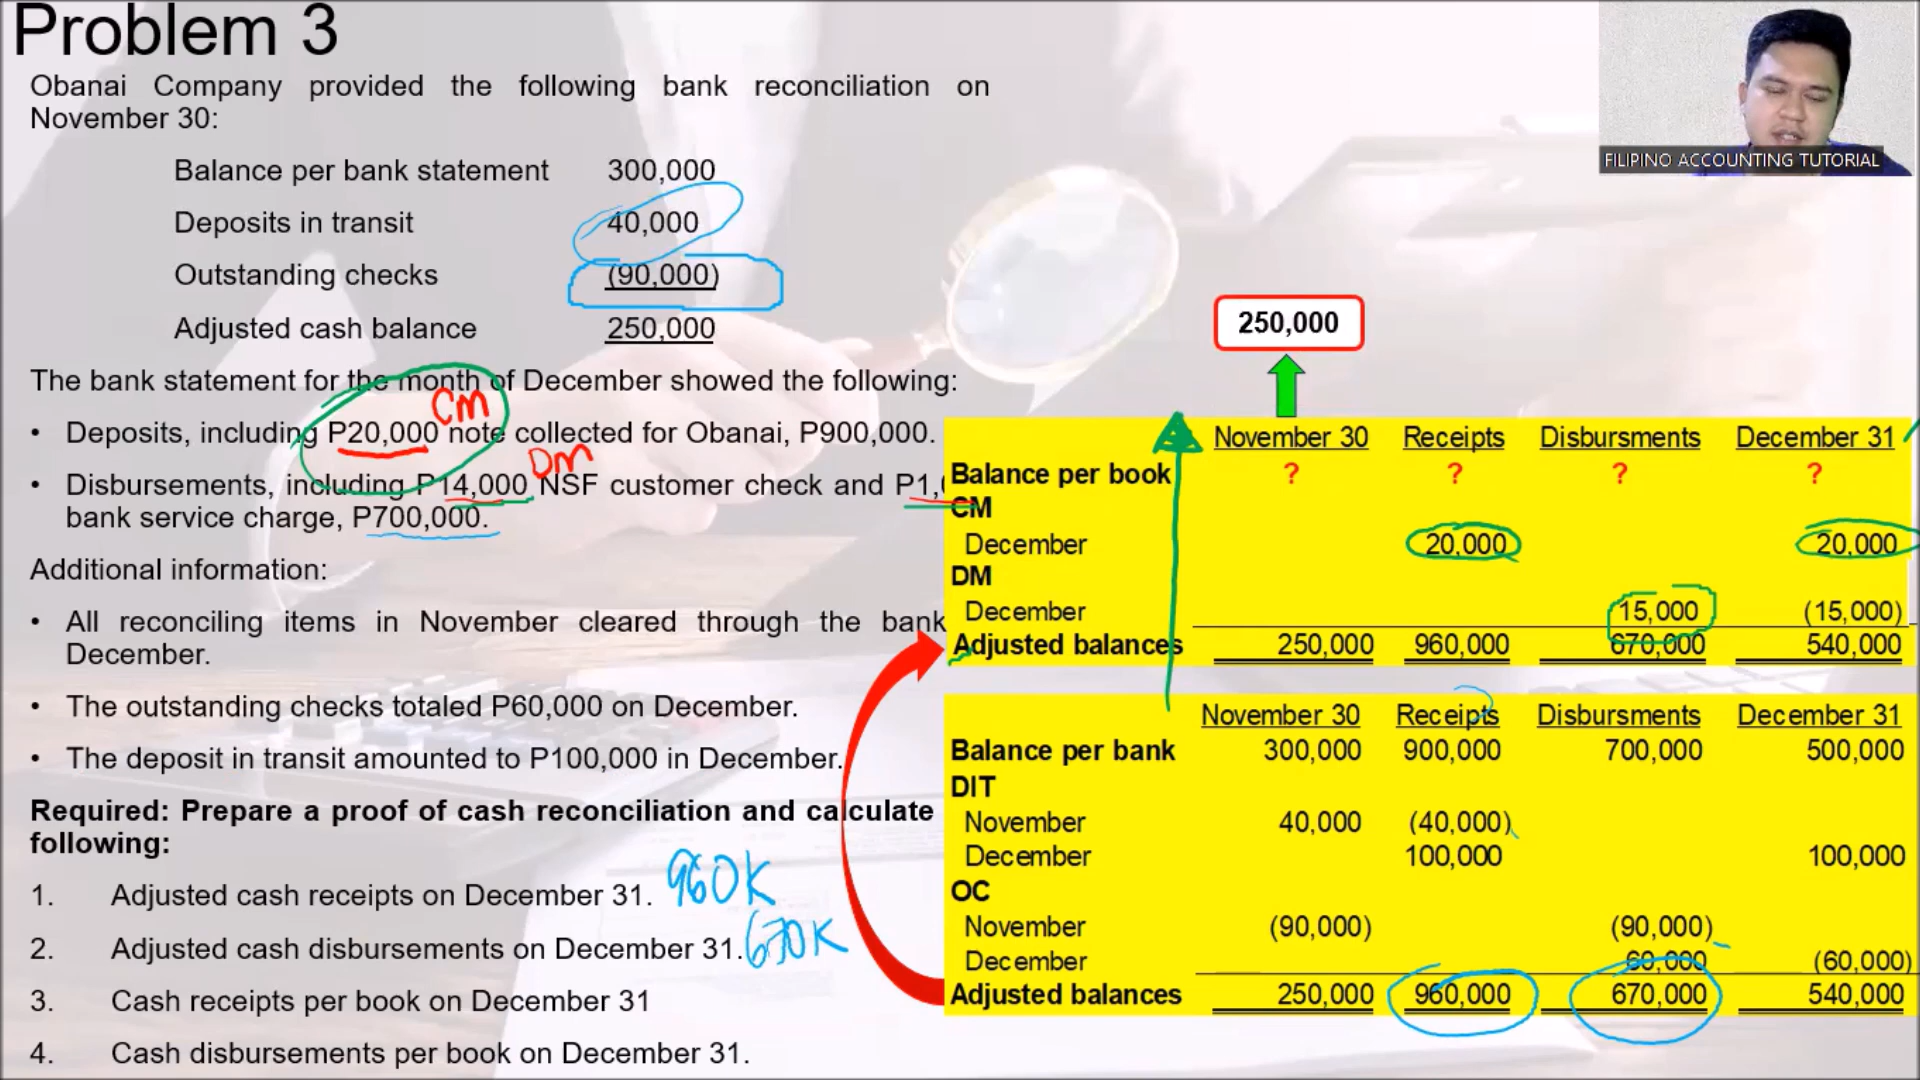 Problem 3
Obanai Company provided the following bank reconciliation on
November 30:
Balance per bank statement 300,000
Deposits in transit 40,000
Outstanding checks (90,000)
Adjusted cash balance 250,000
The bank statement for the month of December showed the following:
CM
• Deposits, including P20,000 note collected for Obanai, P900,000.
DM
• Disbursements, including P14,000 NSF customer check and P1,
bank service charge, P700,000.
Additional information:
• All reconciling items in November cleared through the bank
December.
• The outstanding checks totaled P60,000 on December.
• The deposit in transit amounted to P100,000 in December.
Required: Prepare a proof of cash reconciliation and calculate
following:
1. Adjusted cash receipts on December 31. 960K
2. Adjusted cash disbursements on December 31. 670K
3. Cash receipts per book on December 31
4. Cash disbursements per book on December 31.
FILIPINO ACCOUNTING TUTORIAL
250,000
November 30 Receipts Disbursments December 31
Balance per book ? ? ? ?
CM
December 20,000 20,000
DM
December 15,000 (15,000)
Adjusted balances 250,000 960,000 670,000 540,000
November 30 Receipts Disbursments December 31
Balance per bank 300,000 900,000 700,000 500,000
DIT
November 40,000 (40,000)
December 100,000 100,000
OC
November (90,000) (90,000)
December 60,000 (60,000)
Adjusted balances 250,000 960,000 670,000 540,000